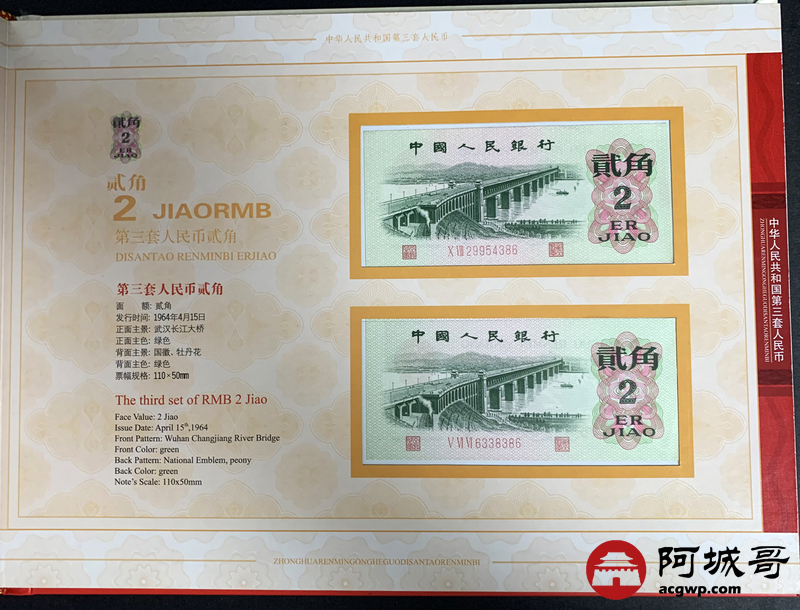 中华人民共和国第三套人民币
貳角
2
ER
JIAO
贰角
2 JIAORMB
第三套人民币贰角
DISANTAO RENMINBI ERJIAO
第三套人民币贰角
面 额: 贰角
发行时间: 1964年4月15日
正面主景: 武汉长江大桥
正面主色: 绿色
背面主景: 国徽、牡丹花
背面主色: 绿色
票幅规格: 110×50mm
The third set of RMB 2 Jiao
Face Value: 2 Jiao
Issue Date: April 15th,1964
Front Pattern: Wuhan Changjiang River Bridge
Front Color: green
Back Pattern: National Emblem, peony
Back Color: green
Note's Scale: 110x50mm
中國人民銀行
貳角
2
ER
JIAO
X VIII 29954386
中國人民銀行
貳角
2
ER
JIAO
V VI VI 6338386
中华人民共和国第三套人民币
ZHONGHUARENMINGONGHEGUODISANTAORENMINBI
ZHONGHUARENMINGONGHEGUODISANTAORENMINBI
阿城哥
acgwp.com